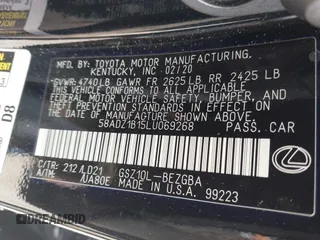 MFD. BY: TOYOTA MOTOR MANUFACTURING,
KENTUCKY, INC 02/20
GVWR: 4740LB GAWR FR 2625LB RR 2425 LB
THIS VEHICLE CONFORMS TO ALL APPLICABLE
FEDERAL MOTOR VEHICLE SAFETY, BUMPER,
AND THEFT PREVENTION STANDARDS IN EFFECT
ON THE DATE OF MANUFACTURE SHOWN ABOVE.
58ADZ1B15LU069268 PASS. CAR
C/TR: 212/LD21 GSZ10L-BEZGBA
A/TM: /UA80E MADE IN U.S.A. 99223
LEXUS
D8
DREAMBID